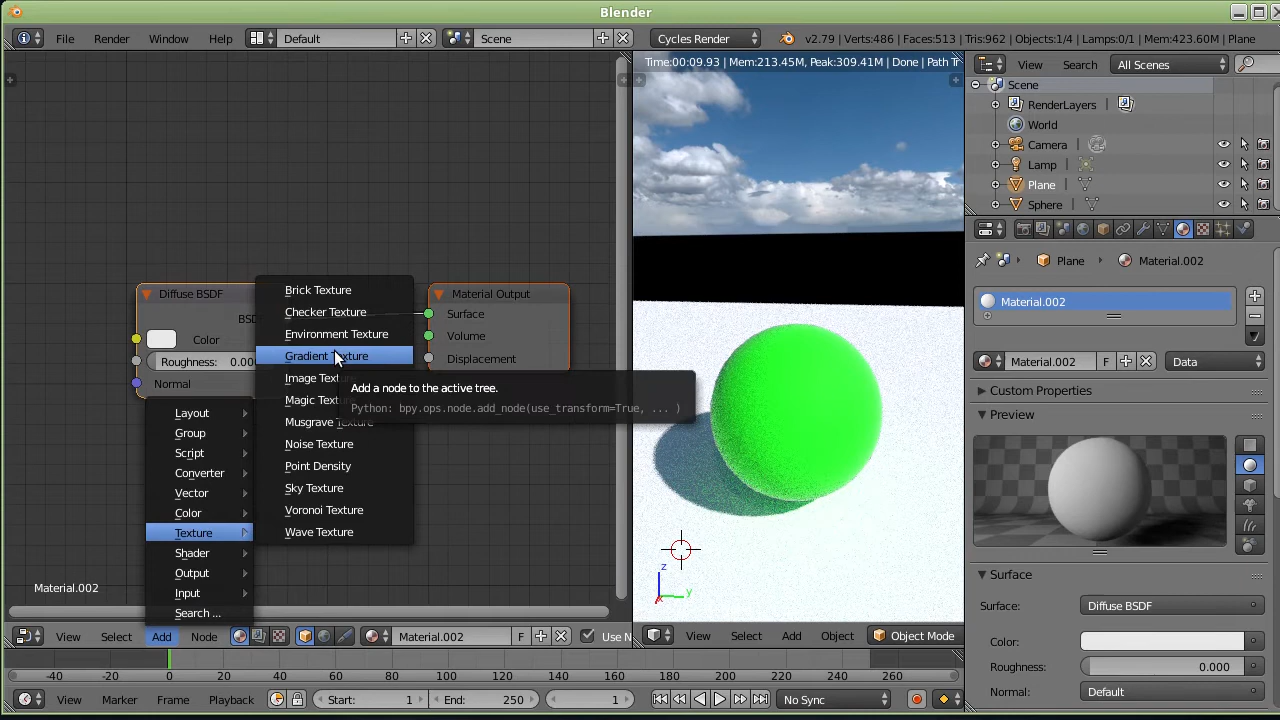 Blender
File Render Window Help Default Scene Cycles Render v2.79 | Verts:486 | Faces:513 | Tris:962 | Objects:1/4 | Lamps:0/1 | Mem:423.60M | Plane
Time:00:09.93 | Mem:213.45M, Peak:309.41M | Done | Path Tr
View Search All Scenes
Scene
RenderLayers
World
Camera
Lamp
Plane
Sphere
Plane Material.002
Material.002
Material.002 F Data
Custom Properties
Preview
Surface
Surface: Diffuse BSDF
Color:
Roughness: 0.000
Normal: Default
Diffuse BSDF
Color
Roughness: 0.00
Normal
Material Output
Surface
Volume
Displacement
Brick Texture
Checker Texture
Environment Texture
Gradient Texture
Image Textu
Magic Textu
Musgrave Texture
Noise Texture
Point Density
Sky Texture
Voronoi Texture
Wave Texture
Add a node to the active tree.
Python: bpy.ops.node.add_node(use_transform=True, ... )
Layout
Group
Script
Converter
Vector
Color
Texture
Shader
Output
Input
Search ...
Material.002
z
y
View Select Add Node Material.002 F Use N
View Select Add Object Object Mode
-40 -20 0 20 40 60 80 100 120 140 160 180 200 220 240 260
View Marker Frame Playback Start: 1 End: 250 1 No Sync